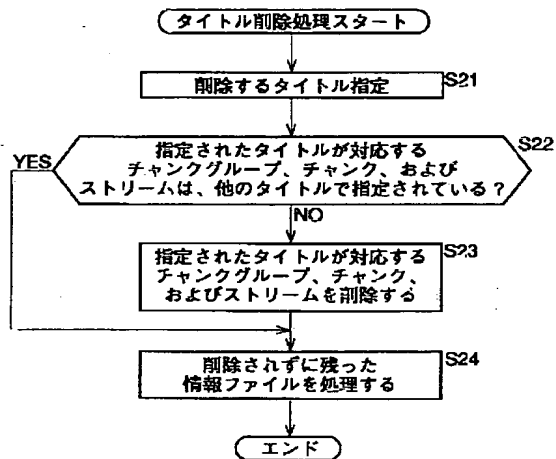 タイトル削除処理スタート
削除するタイトル指定
S21
指定されたタイトルが対応する
チャンクグループ、チャンク、および
ストリームは、他のタイトルで指定されている？
S22
YES
NO
指定されたタイトルが対応する
チャンクグループ、チャンク、
およびストリームを削除する
S23
削除されずに残った
情報ファイルを処理する
S24
エンド